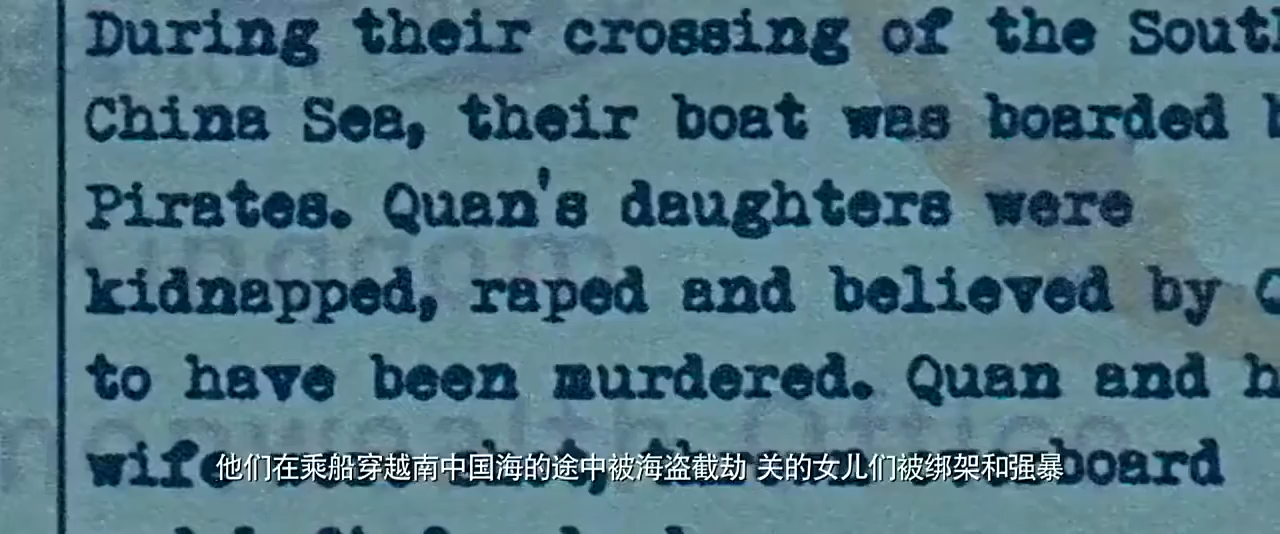 During their crossing of the
China Sea, their boat was boarded
Pirates. Quan's daughters were
kidnapped, raped and believed by
to have been murdered. Quan and
他们在乘船穿越南中国海的途中被海盗截劫 关的女儿们被绑架和强暴